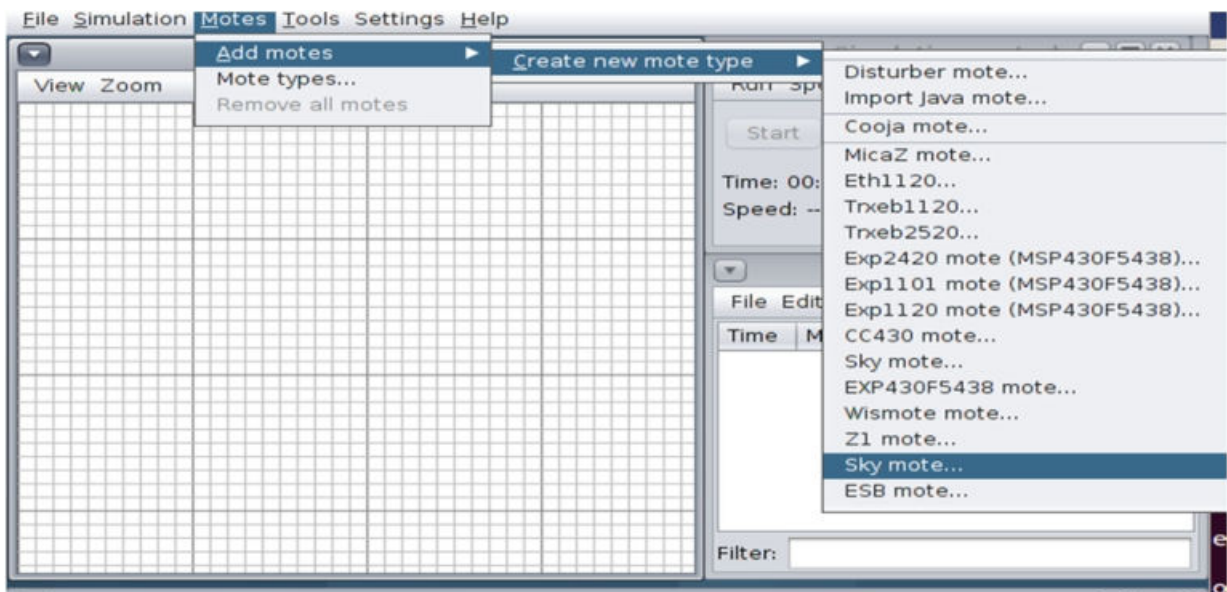 File Simulation Motes Tools Settings Help
Add motes
Mote types...
Remove all motes
Create new mote type
View Zoom
Disturber mote...
Import Java mote...
Cooja mote...
MicaZ mote...
Eth1120...
Trxeb1120...
Trxeb2520...
Exp2420 mote (MSP430F5438)...
Exp1101 mote (MSP430F5438)...
Exp1120 mote (MSP430F5438)...
CC430 mote...
Sky mote...
EXP430F5438 mote...
Wismote mote...
Z1 mote...
Sky mote...
ESB mote...
Start
Time: 00:
Speed: --
File Edit
Time M
Filter: